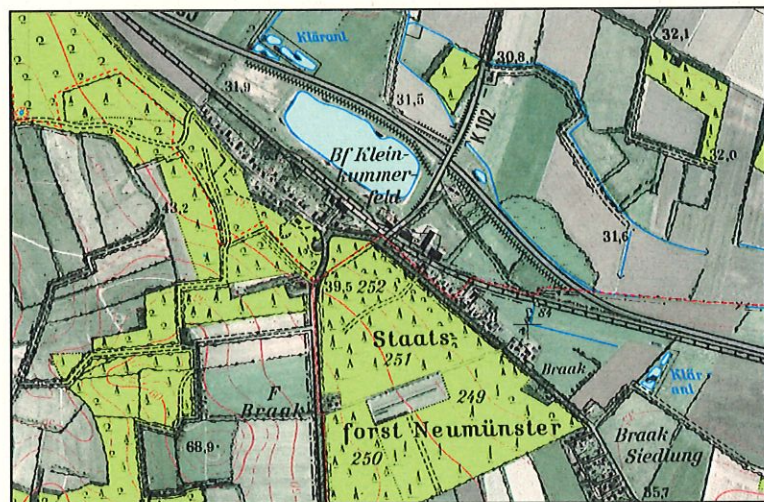 Kläranl
32,1
30,8
31,9
31,5
K 102
Bf Klein-
kummer-
feld
32,0
43,2
31,6
39,5
252
Staats-
251
Braak
F
Braak
249
Klär
anl
forst Neumünster
250
Braak
Siedlung
68,9
35,7